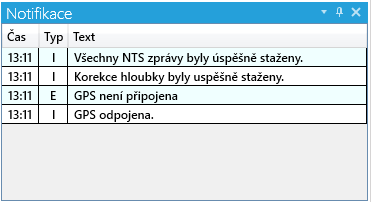 Notifikace
Čas Typ Text
13:11 I Všechny NTS zprávy byly úspěšně staženy.
13:11 I Korekce hloubky byly uspěšně staženy.
13:11 E GPS není připojena
13:11 I GPS odpojena.